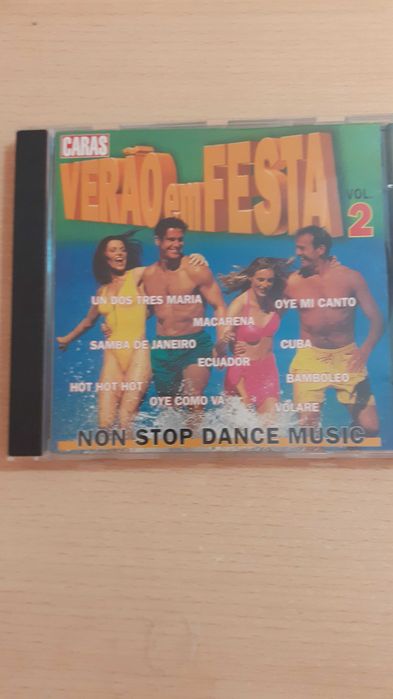 CARAS
VERÃO em FESTA
VOL.
2
UN DOS TRES MARIA
OYE MI CANTO
MACARENA
SAMBA DE JANEIRO
CUBA
ECUADOR
HOT HOT HOT
BAMBOLEO
OYE COMO VA
VOLARE
NON STOP DANCE MUSIC